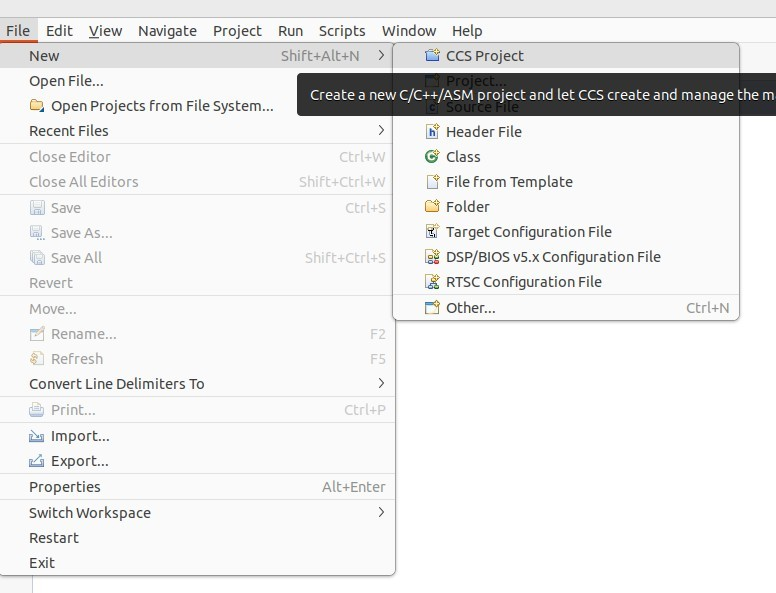 File Edit View Navigate Project Run Scripts Window Help
New Shift+Alt+N
Open File...
Open Projects from File System...
Recent Files
Close Editor Ctrl+W
Close All Editors Shift+Ctrl+W
Save Ctrl+S
Save As...
Save All Shift+Ctrl+S
Revert
Move...
Rename... F2
Refresh F5
Convert Line Delimiters To
Print... Ctrl+P
Import...
Export...
Properties Alt+Enter
Switch Workspace
Restart
Exit
CCS Project
Project...
Create a new C/C++/ASM project and let CCS create and manage the m
Source File
Header File
Class
File from Template
Folder
Target Configuration File
DSP/BIOS v5.x Configuration File
RTSC Configuration File
Other... Ctrl+N